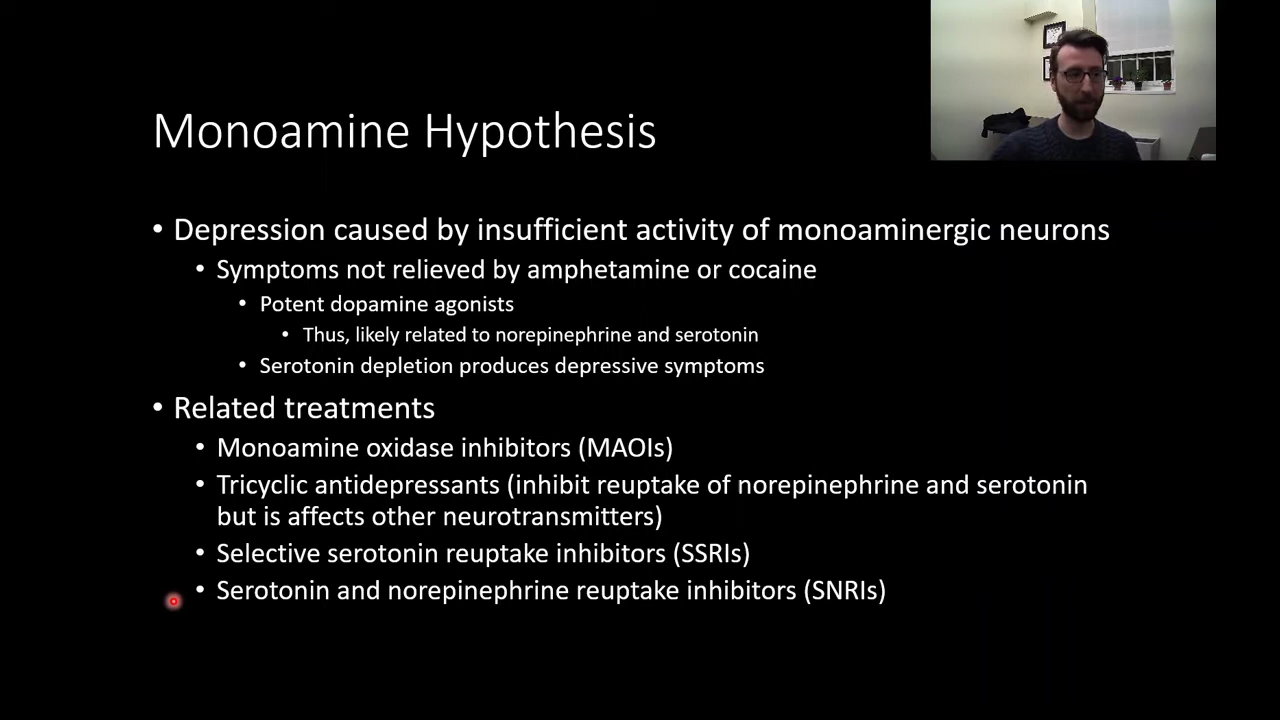 Monoamine Hypothesis
• Depression caused by insufficient activity of monoaminergic neurons
• Symptoms not relieved by amphetamine or cocaine
• Potent dopamine agonists
• Thus, likely related to norepinephrine and serotonin
• Serotonin depletion produces depressive symptoms
• Related treatments
• Monoamine oxidase inhibitors (MAOIs)
• Tricyclic antidepressants (inhibit reuptake of norepinephrine and serotonin
but is affects other neurotransmitters)
• Selective serotonin reuptake inhibitors (SSRIs)
• Serotonin and norepinephrine reuptake inhibitors (SNRIs)